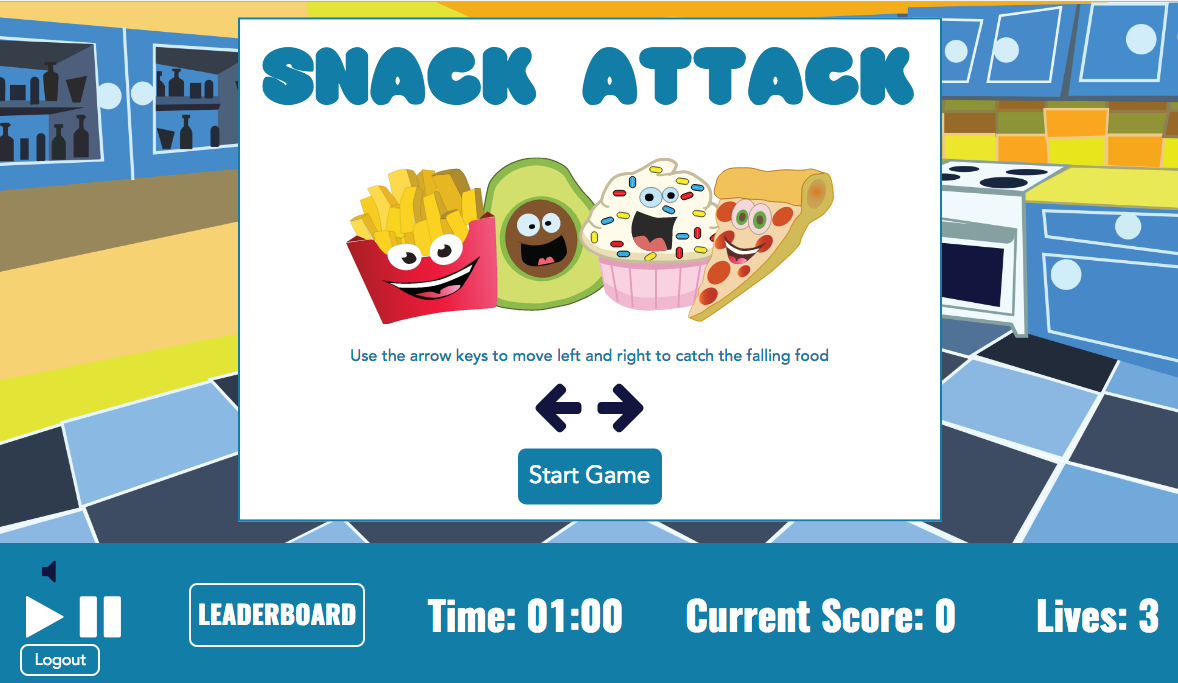 SNACK ATTACK
Use the arrow keys to move left and right to catch the falling food
Start Game
LEADERBOARD
Time: 01:00
Current Score: 0
Lives: 3
Logout